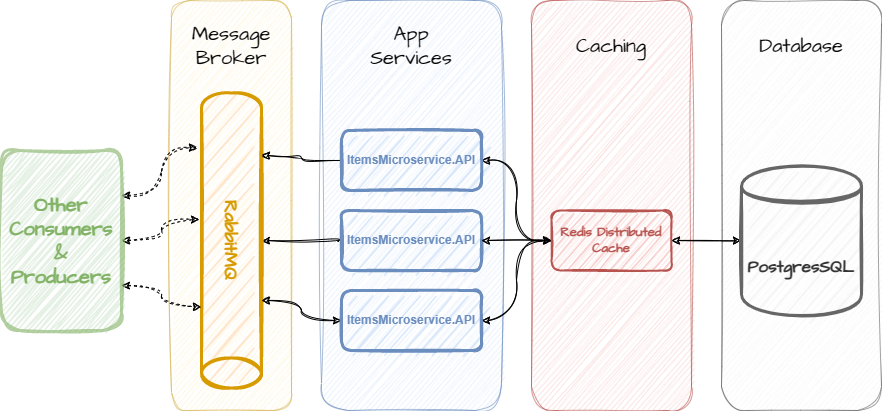 Message
Broker
App
Services
Caching
Database
Other
Consumers
&
Producers
RabbitMQ
ItemsMicroservice.API
ItemsMicroservice.API
ItemsMicroservice.API
Redis Distributed
Cache
PostgresSQL